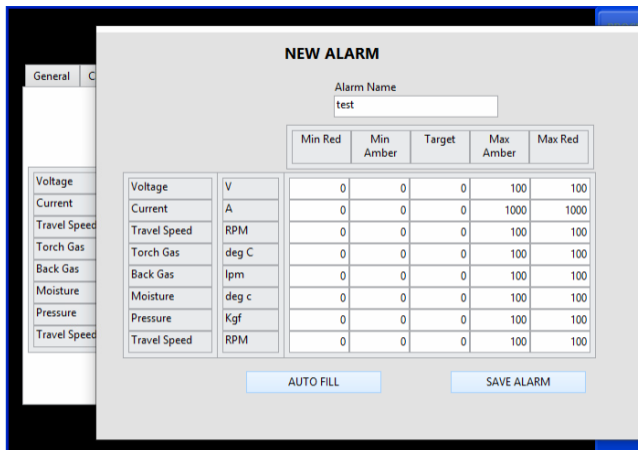 NEW ALARM
Alarm Name
test
General C
Min Red Min Amber Target Max Amber Max Red
Voltage
Current
Travel Speed
Torch Gas
Back Gas
Moisture
Pressure
Travel Speed
Voltage V 0 0 0 100 100
Current A 0 0 0 1000 1000
Travel Speed RPM 0 0 0 100 100
Torch Gas deg C 0 0 0 100 100
Back Gas lpm 0 0 0 100 100
Moisture deg c 0 0 0 100 100
Pressure Kgf 0 0 0 100 100
Travel Speed RPM 0 0 0 100 100
AUTO FILL SAVE ALARM